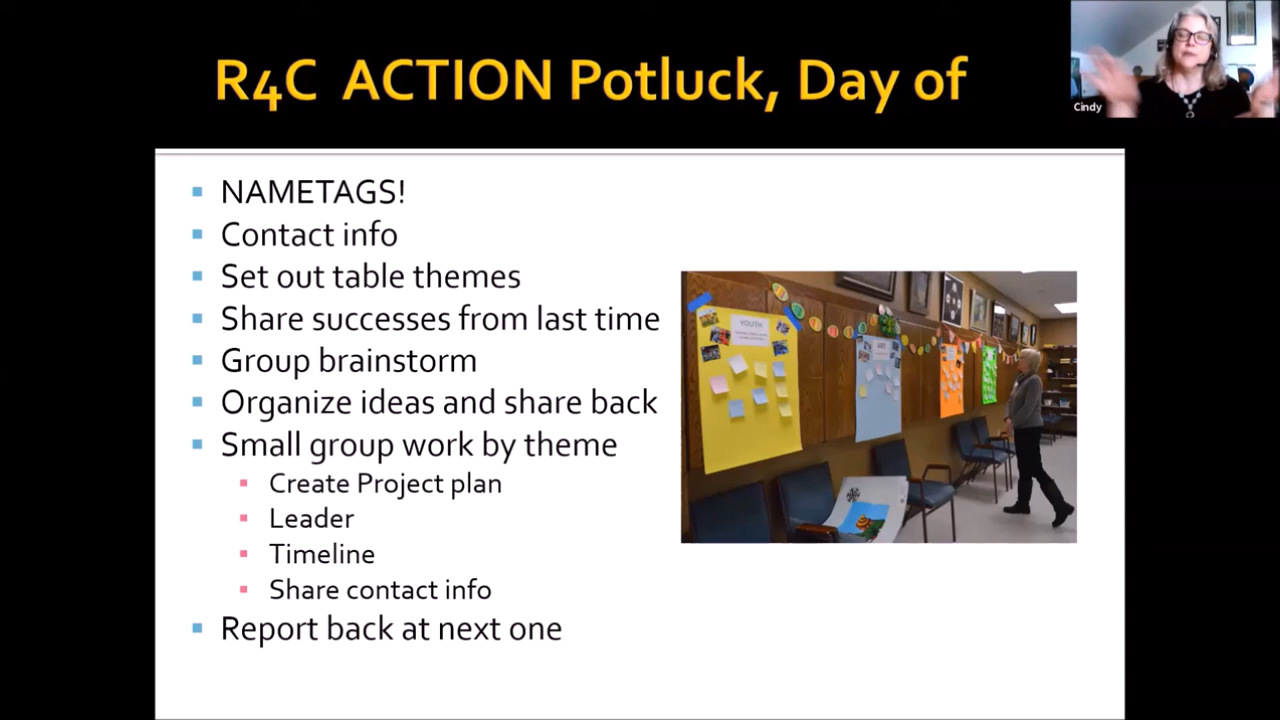 R4C ACTION Potluck, Day of
Cindy
NAMETAGS!
Contact info
Set out table themes
Share successes from last time
Group brainstorm
Organize ideas and share back
Small group work by theme
Create Project plan
Leader
Timeline
Share contact info
Report back at next one
YOUTH